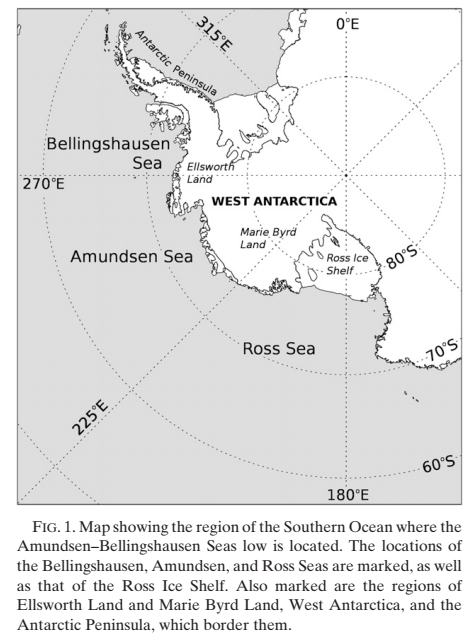 315°E
0°E
Antarctic Peninsula
Bellingshausen
Sea
Ellsworth
Land
270°E
WEST ANTARCTICA
Marie Byrd
Land
Amundsen Sea
Ross Ice
Shelf
80°S
Ross Sea
70°S
225°E
60°S
180°E
FIG. 1. Map showing the region of the Southern Ocean where the
Amundsen–Bellingshausen Seas low is located. The locations of
the Bellingshausen, Amundsen, and Ross Seas are marked, as well
as that of the Ross Ice Shelf. Also marked are the regions of
Ellsworth Land and Marie Byrd Land, West Antarctica, and the
Antarctic Peninsula, which border them.